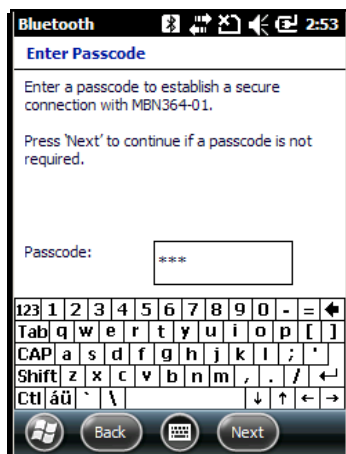 Bluetooth 2:53
Enter Passcode
Enter a passcode to establish a secure
connection with MBN364-01.
Press 'Next' to continue if a passcode is not
required.
Passcode: ***
123 1 2 3 4 5 6 7 8 9 0 - = ←
Tab q w e r t y u i o p [ ]
CAP a s d f g h j k l ; '
Shift z x c v b n m , . / ↵
Ctl áü ` \ ↓ ↑ ← →
Back Next